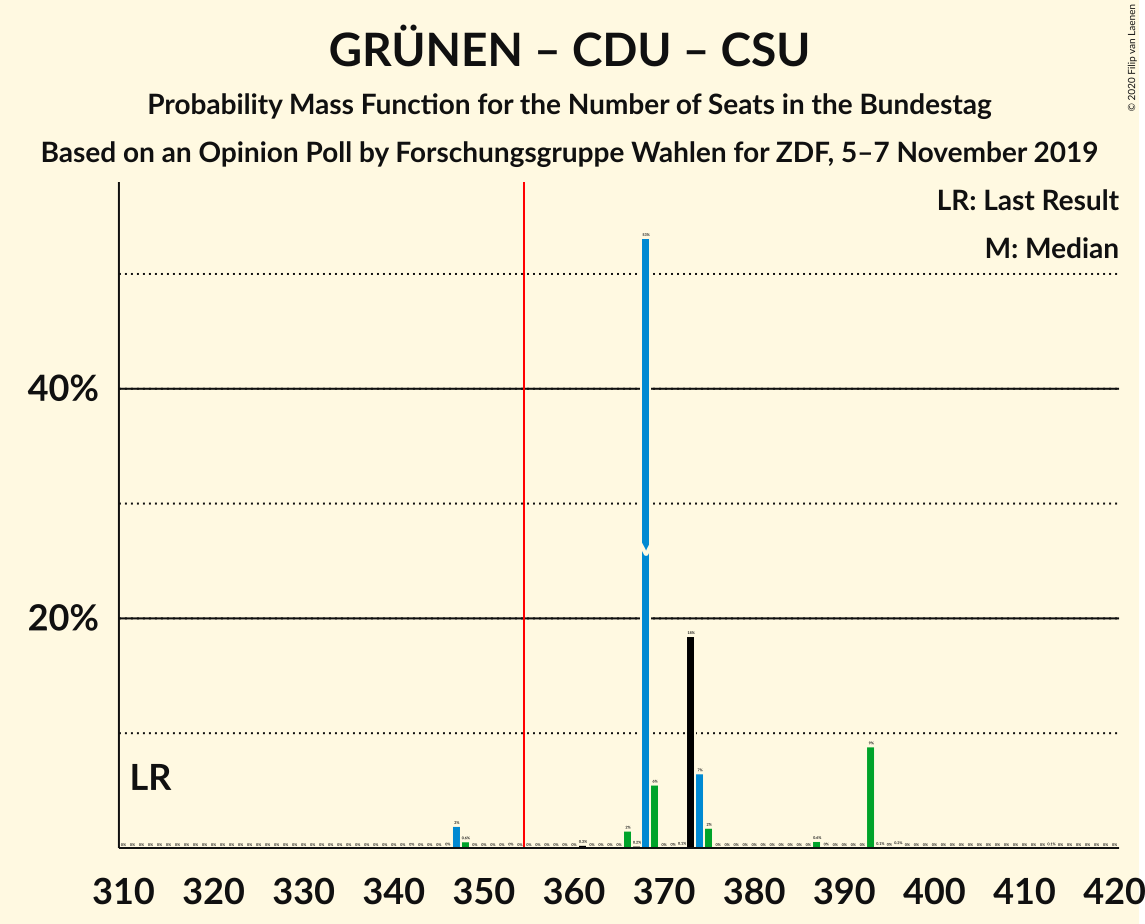 GRÜNEN – CDU – CSU
Probability Mass Function for the Number of Seats in the Bundestag
Based on an Opinion Poll by Forschungsgruppe Wahlen for ZDF, 5–7 November 2019
© 2020 Filip van Laenen
LR: Last Result
M: Median
40%
20%
LR
M
310 320 330 340 350 360 370 380 390 400 410 420